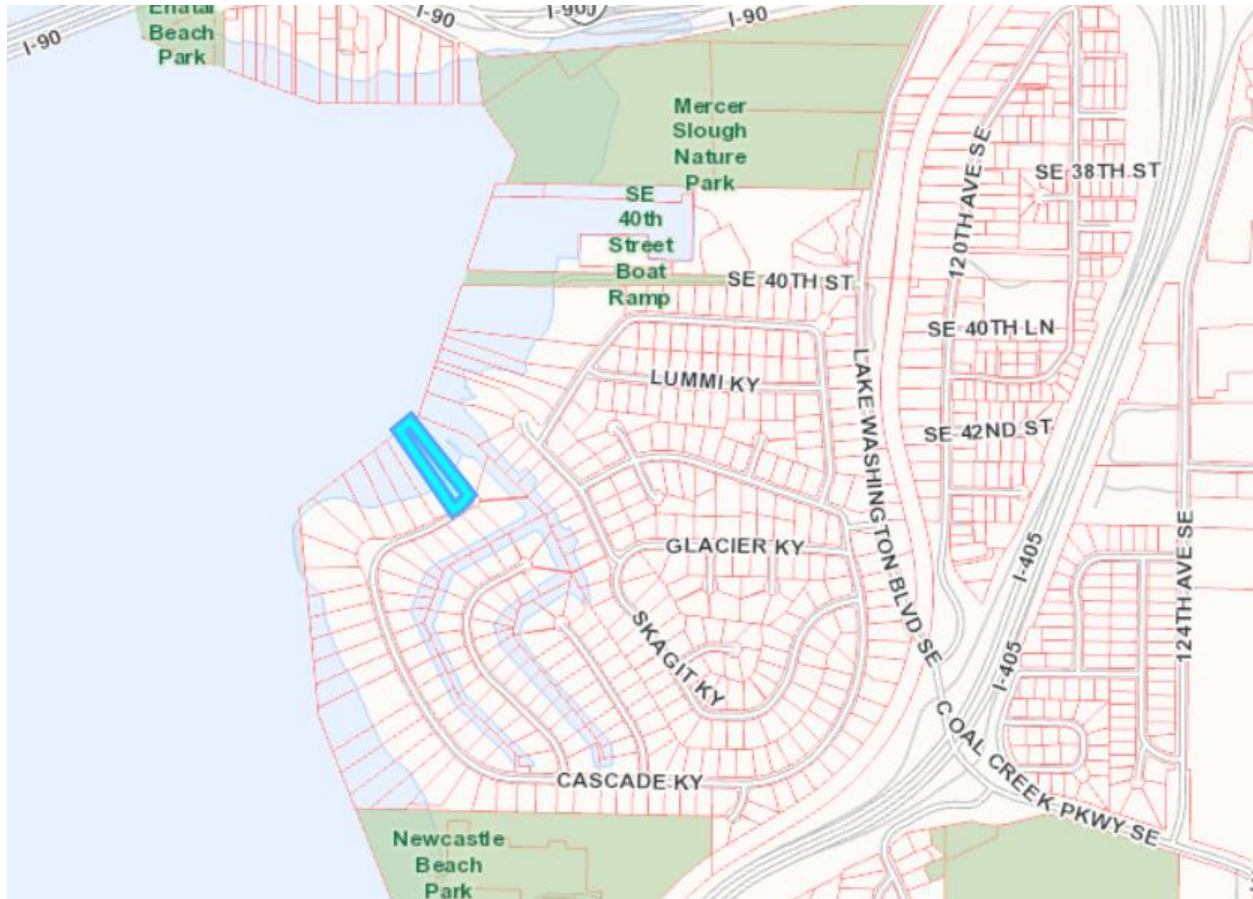 I-90
I-90
I-90
I-90
Enatai
Beach
Park
Mercer
Slough
Nature
Park
SE
40th
Street
Boat
Ramp
SE 38TH ST
120TH AVE SE
SE 40TH ST
SE 40TH LN
LUMMI KY
LAKE WASHINGTON BLVD SE
SE 42ND ST
GLACIER KY
I-405
I-405
124TH AVE SE
SKAGIT KY
COAL CREEK PKWY SE
CASCADE KY
Newcastle
Beach
Park